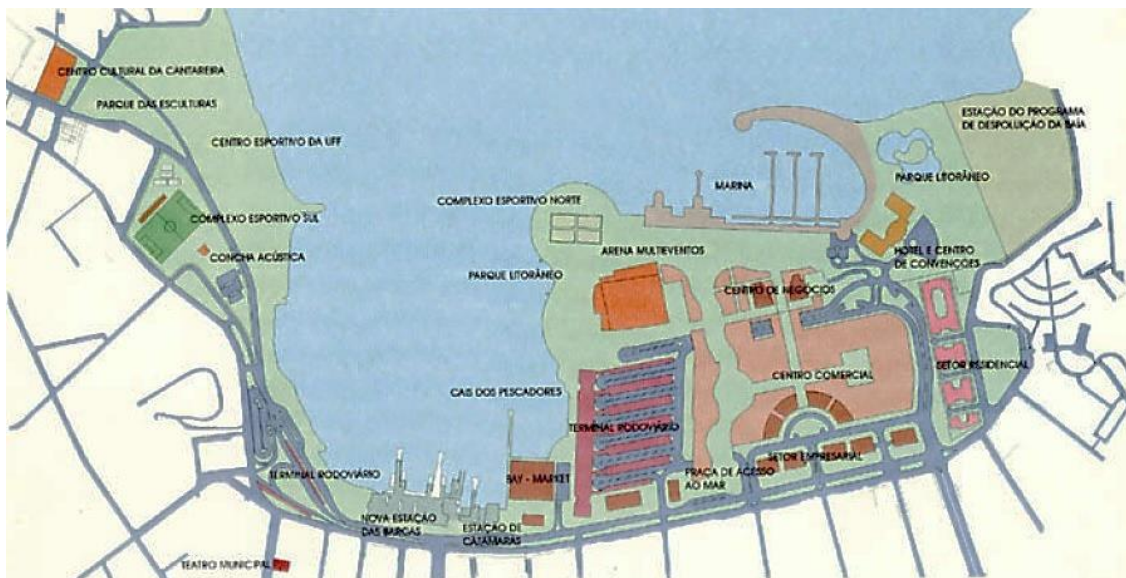 CENTRO CULTURAL DA CANTAREIRA
PARQUE DAS ESCULTURAS
CENTRO ESPORTIVO DA UFF
ESTAÇÃO DO PROGRAMA
DE DESPOLUIÇÃO DA BAÍA
PARQUE LITORÂNEO
MARINA
COMPLEXO ESPORTIVO NORTE
COMPLEXO ESPORTIVO SUL
CONCHA ACÚSTICA
ARENA MULTIEVENTOS
HOTEL E CENTRO
DE CONVENÇÕES
PARQUE LITORÂNEO
CENTRO DE NEGÓCIOS
SETOR RESIDENCIAL
CENTRO COMERCIAL
CAIS DOS PESCADORES
TERMINAL RODOVIÁRIO
SETOR EMPRESARIAL
TERMINAL RODOVIÁRIO
BAY - MARKET
PRAÇA DE ACESSO
AO MAR
NOVA ESTAÇÃO
DAS BARCAS
ESTAÇÃO DE
CATAMARAS
TEATRO MUNICIPAL